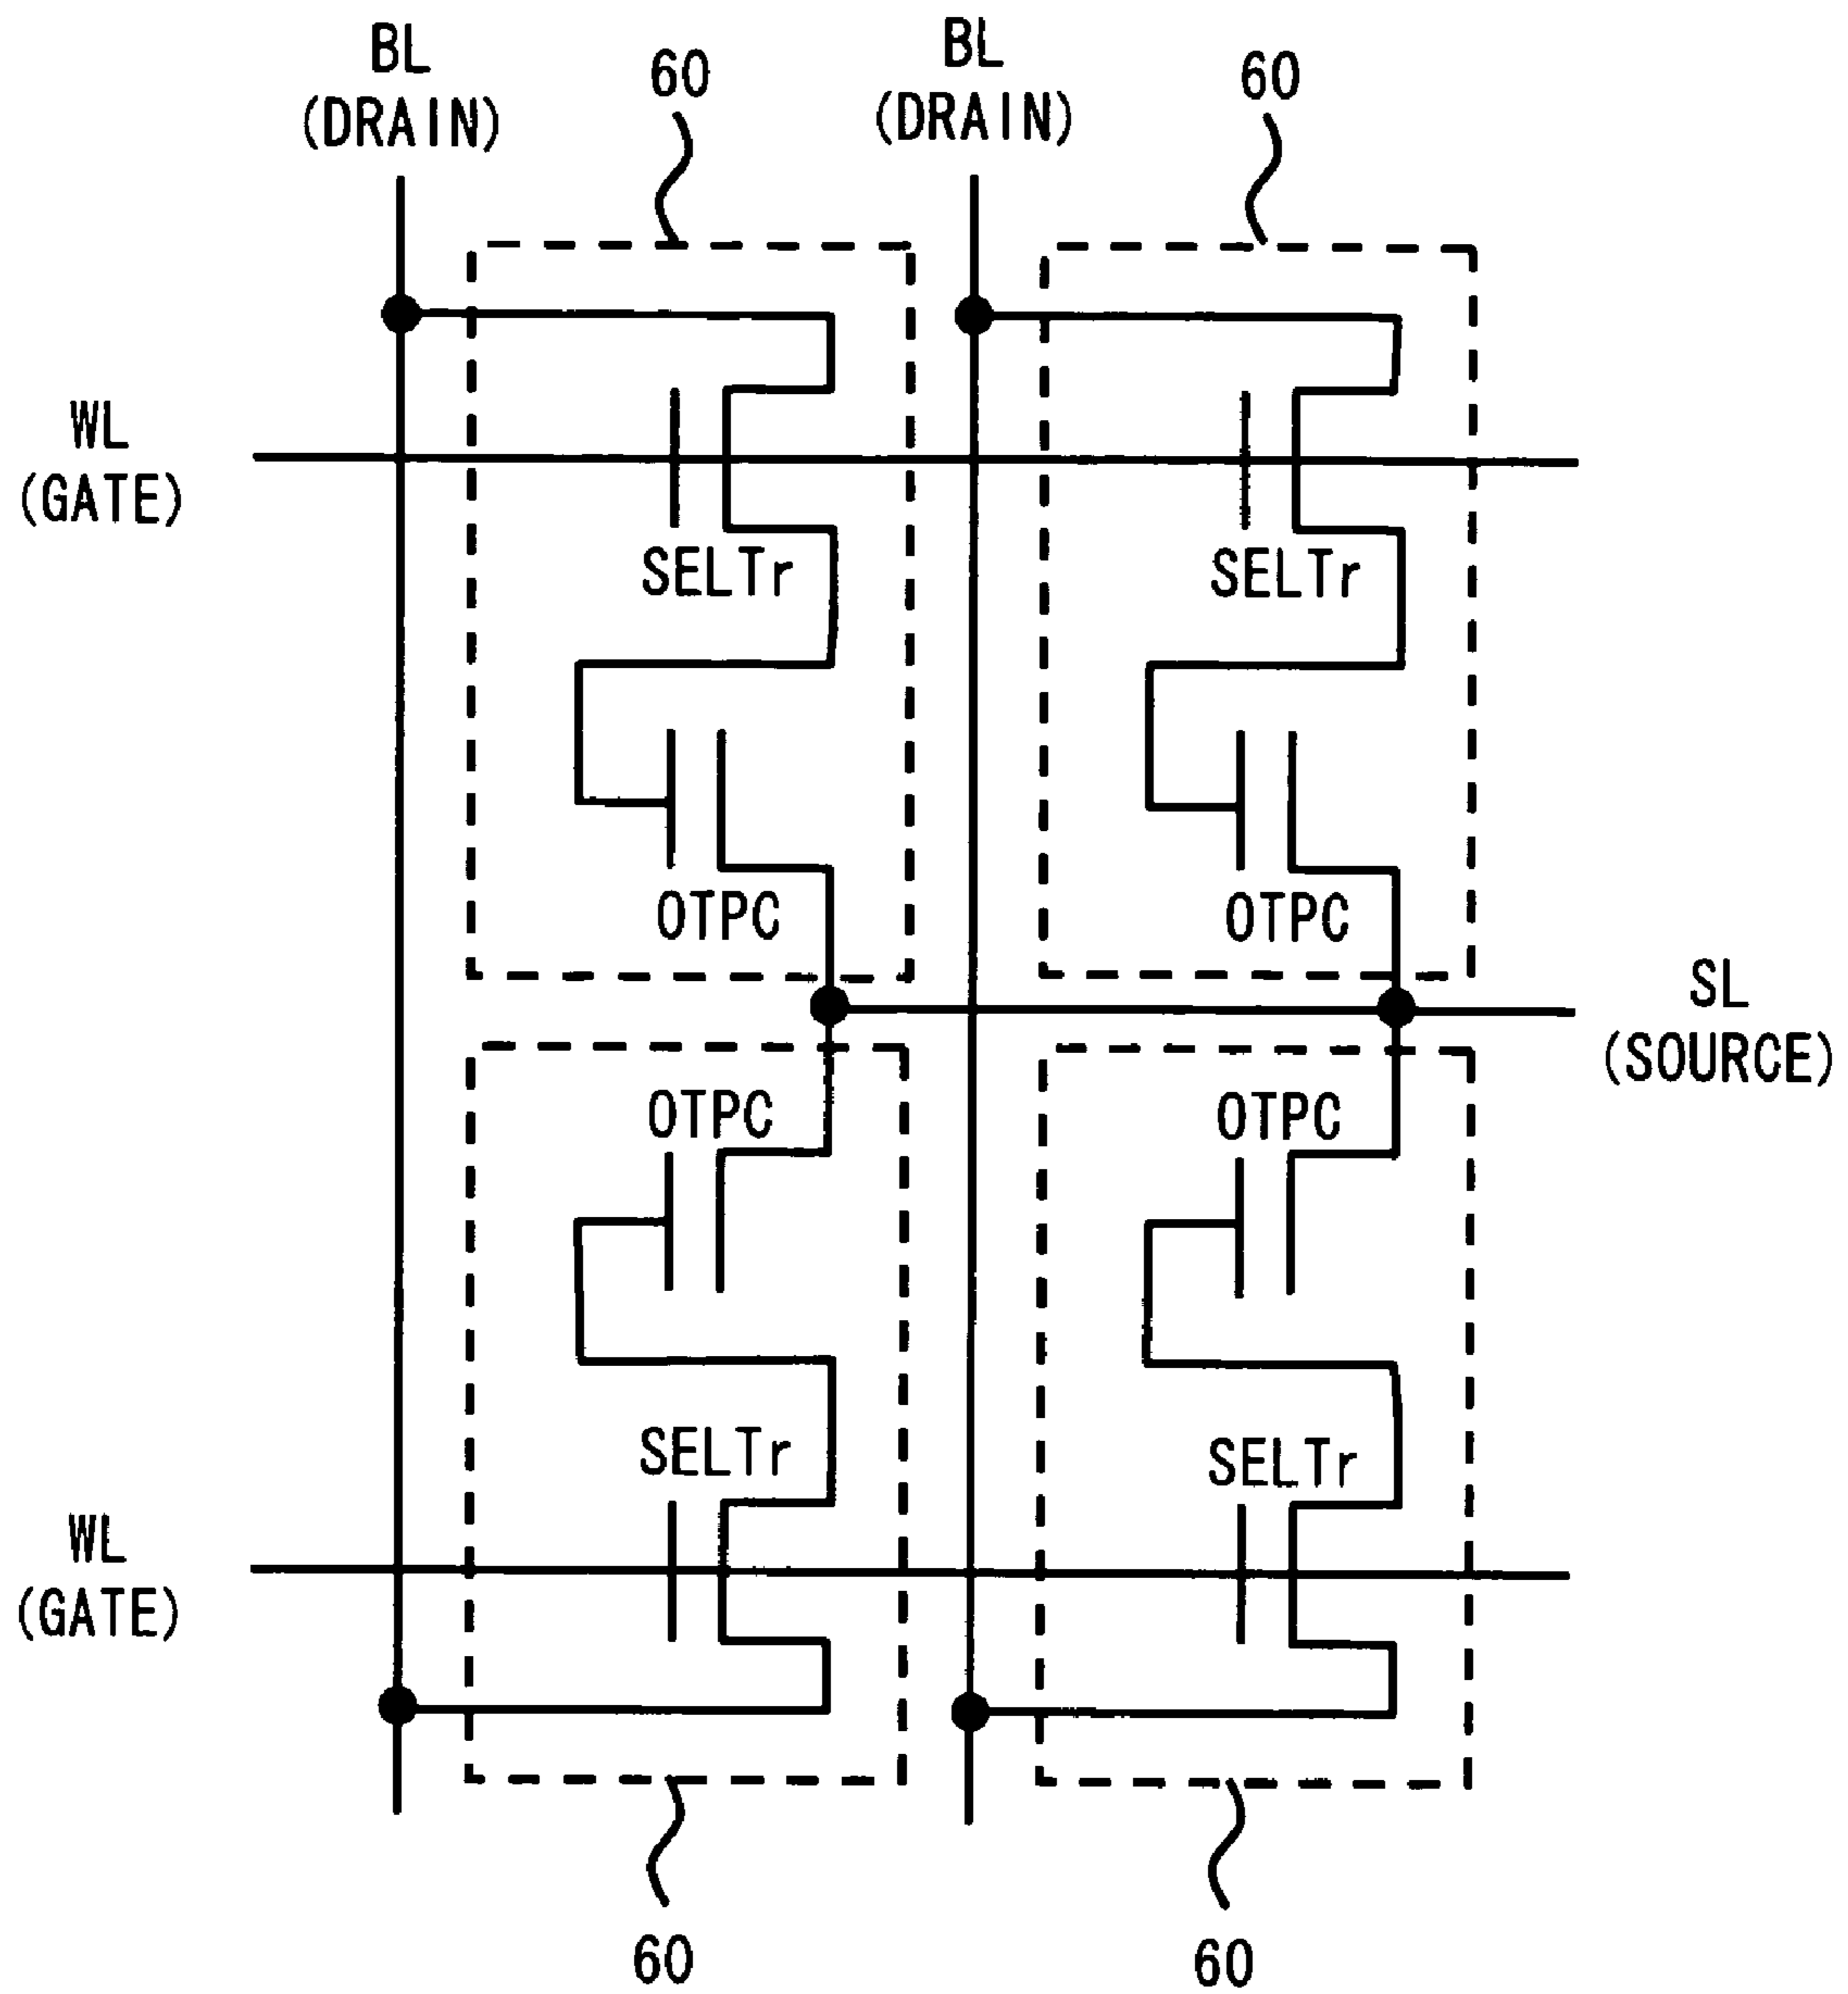 BL
(DRAIN)
60
BL
(DRAIN)
60
WL
(GATE)
SELTr
SELTr
OTPC
OTPC
SL
(SOURCE)
OTPC
OTPC
SELTr
SELTr
WL
(GATE)
60
60